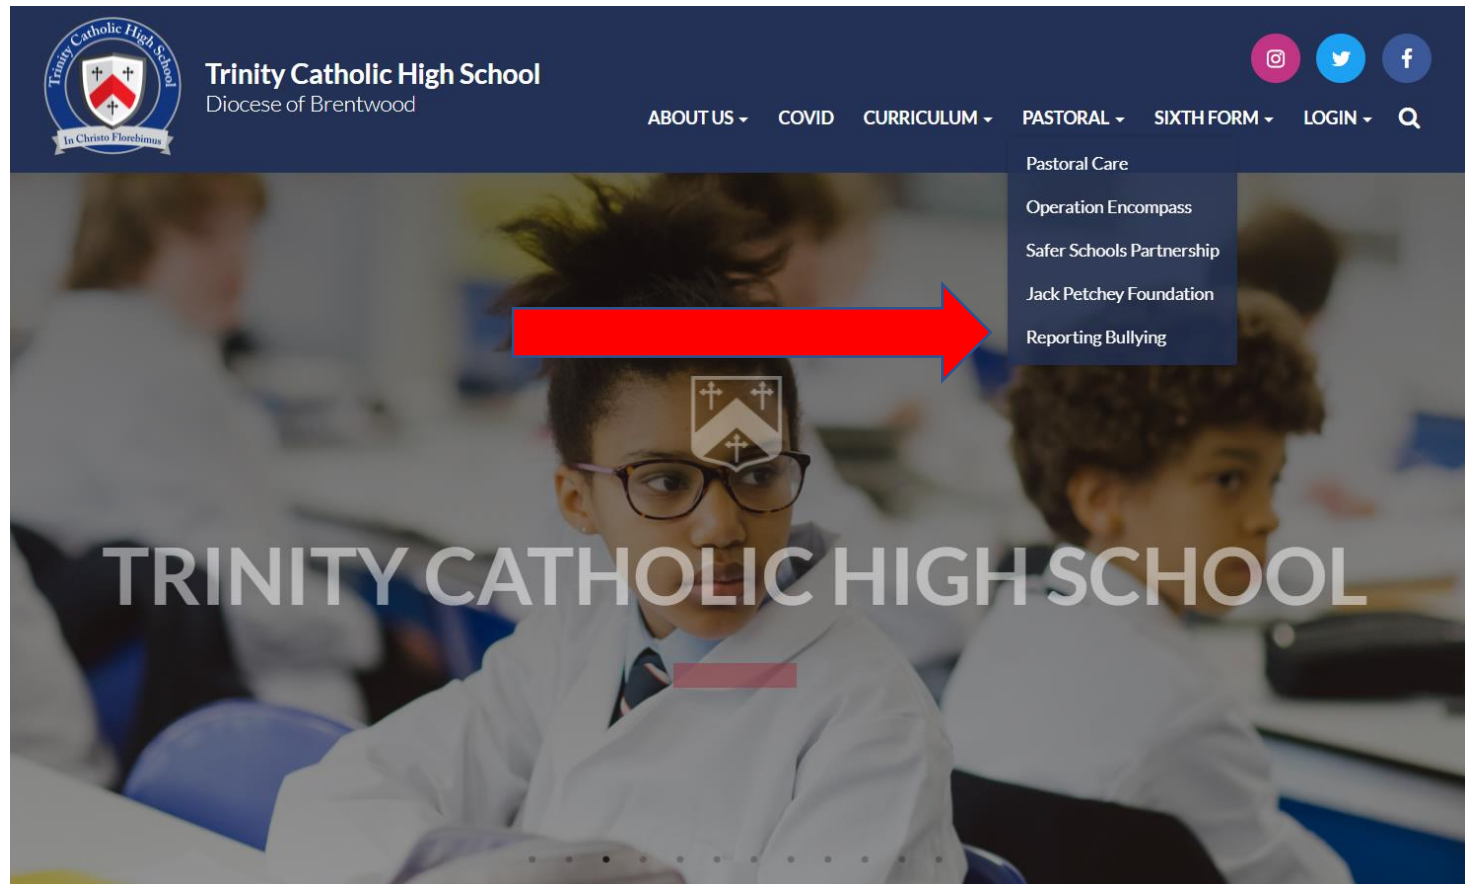 Trinity Catholic High School
In Christo Florebimus
Trinity Catholic High School
Diocese of Brentwood
ABOUT US
COVID
CURRICULUM
PASTORAL
SIXTH FORM
LOGIN
Pastoral Care
Operation Encompass
Safer Schools Partnership
Jack Petchey Foundation
Reporting Bullying
TRINITY CATHOLIC HIGH SCHOOL